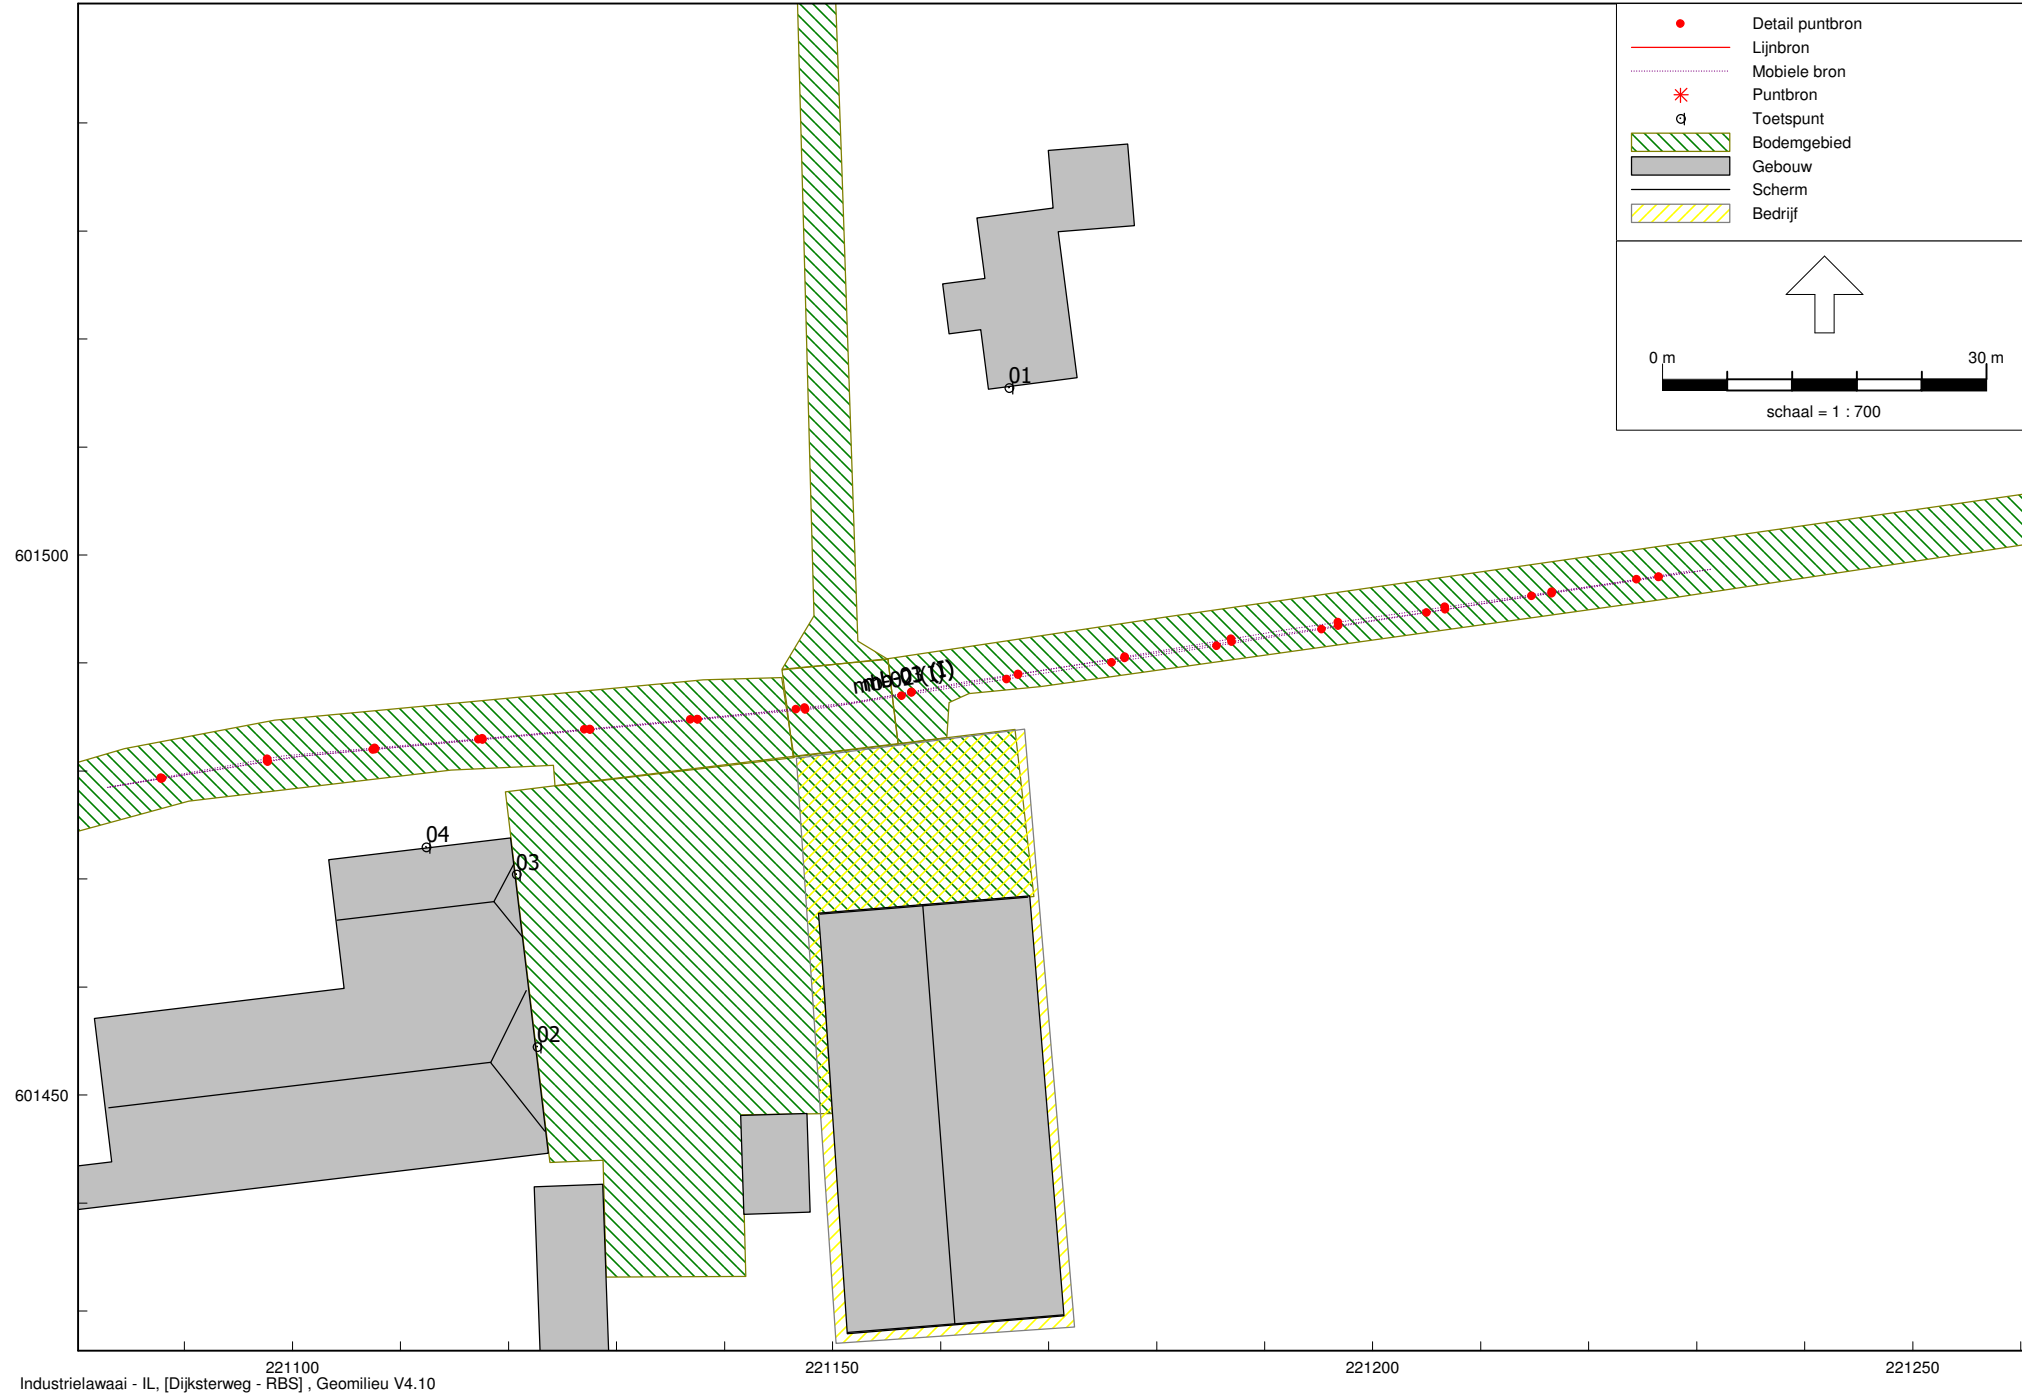 Detail puntbron
Lijnbron
Mobiele bron
Puntbron
Toetspunt
Bodemgebied
Gebouw
Scherm
Bedrijf
0 m 30 m
schaal = 1 : 700
01
601500
04
03
02
601450
221100 221150 221200 221250
Industrielawaai - IL, [Dijksterweg - RBS] , Geomilieu V4.10